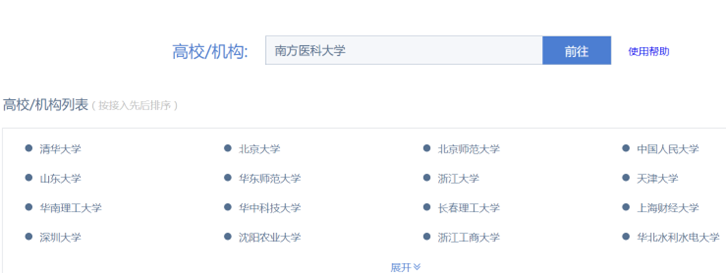 高校/机构: 南方医科大学 前往 使用帮助
高校/机构列表 ( 按接入先后排序 )
清华大学 北京大学 北京师范大学 中国人民大学
山东大学 华东师范大学 浙江大学 天津大学
华南理工大学 华中科技大学 长春理工大学 上海财经大学
深圳大学 沈阳农业大学 浙江工商大学 华北水利水电大学
展开